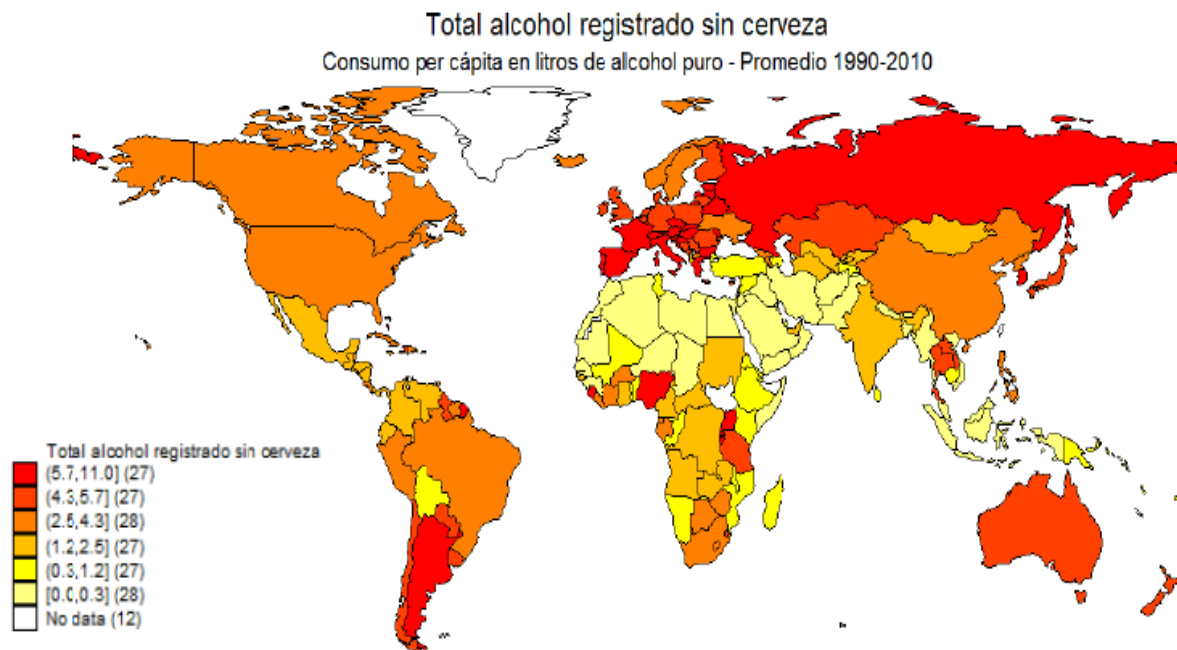 Total alcohol registrado sin cerveza
Consumo per cápita en litros de alcohol puro - Promedio 1990-2010
Total alcohol registrado sin cerveza
(5.7,11.0] (27)
(4.3,5.7] (27)
(2.5,4.3] (28)
(1.2,2.5] (27)
(0.3,1.2] (27)
[0.0,0.3] (28)
No data (12)